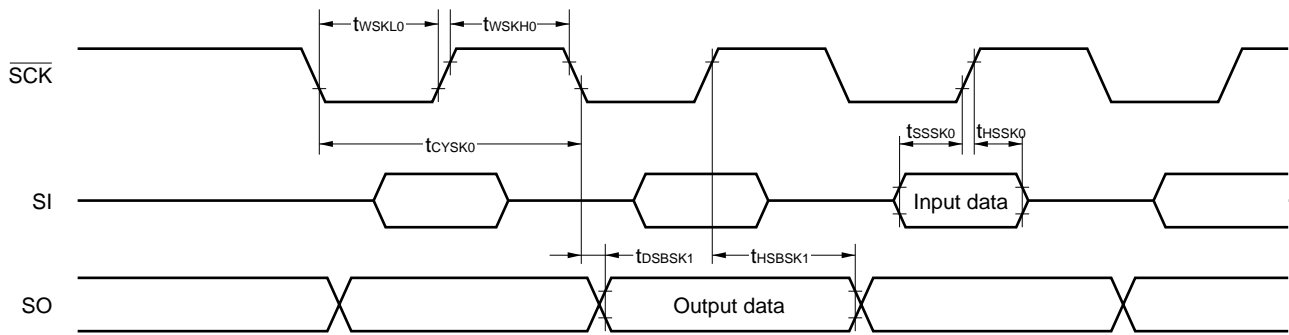 tWSKL0 tWSKH0
SCK
tCYSK0
tSSSK0 tHSSK0
SI
Input data
tDSBSK1 tHSBSK1
SO
Output data